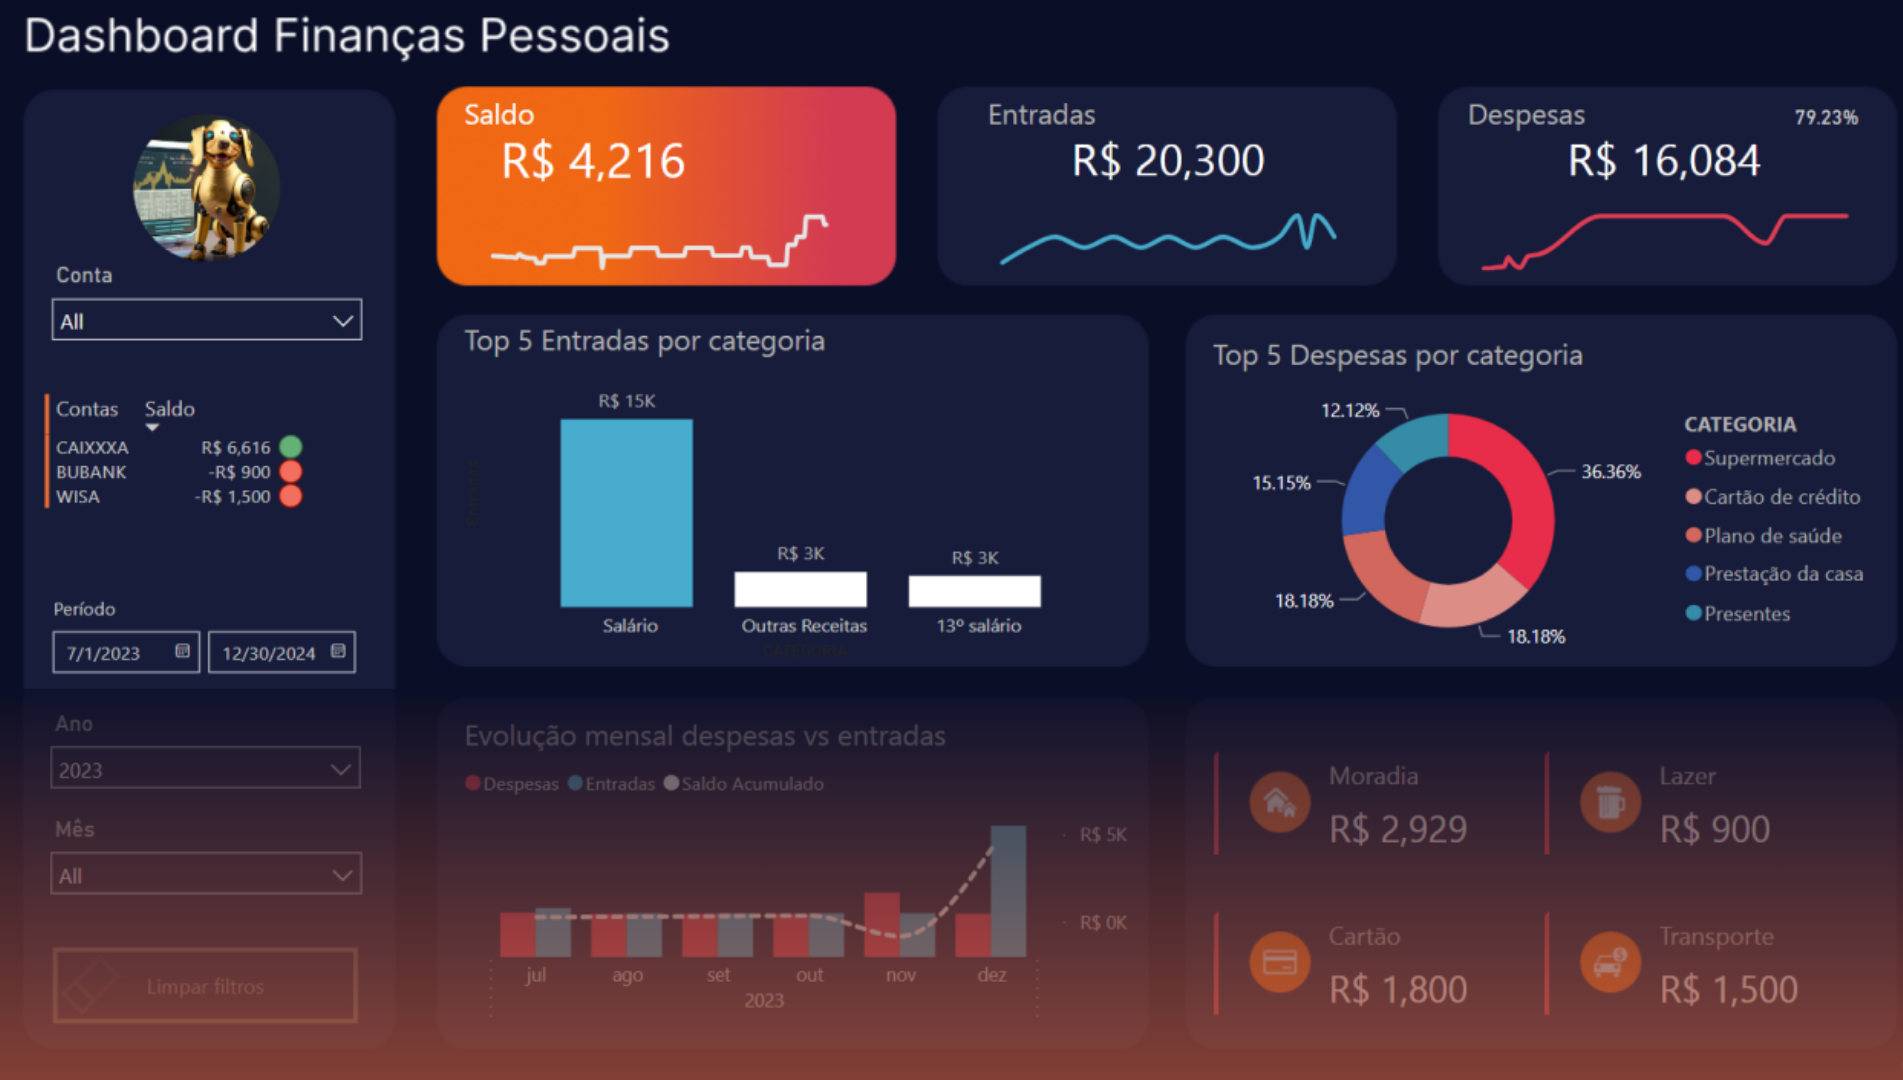 Dashboard Finanças Pessoais
Conta
All
Contas Saldo
CAIXXXA R$ 6,616
BUBANK -R$ 900
WISA -R$ 1,500
Período
7/1/2023 12/30/2024
Ano
2023
Mês
All
Limpar filtros
Saldo
R$ 4,216
Entradas
R$ 20,300
Despesas 79.23%
R$ 16,084
Top 5 Entradas por categoria
R$ 15K
R$ 3K
R$ 3K
Salário Outras Receitas 13º salário
CATEGORIA
Top 5 Despesas por categoria
12.12%
36.36%
15.15%
18.18%
18.18%
CATEGORIA
Supermercado
Cartão de crédito
Plano de saúde
Prestação da casa
Presentes
Evolução mensal despesas vs entradas
Despesas Entradas Saldo Acumulado
R$ 5K
R$ 0K
jul ago set out nov dez
2023
Moradia
R$ 2,929
Lazer
R$ 900
Cartão
R$ 1,800
Transporte
R$ 1,500